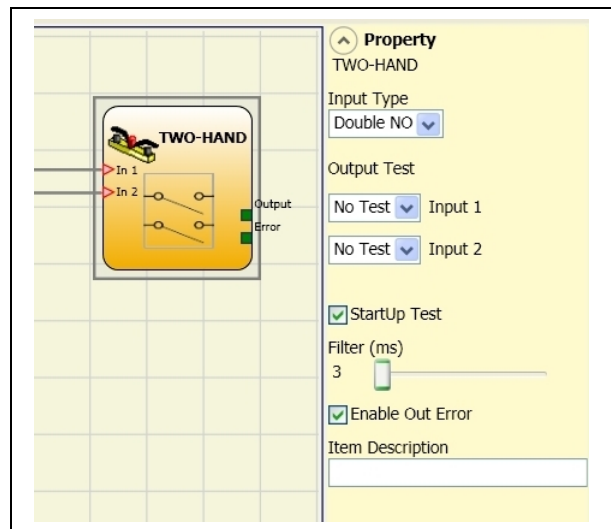 TWO-HAND
In 1
In 2
Output
Error
Property
TWO-HAND
Input Type
Double NO
Output Test
No Test Input 1
No Test Input 2
StartUp Test
Filter (ms)
3
Enable Out Error
Item Description